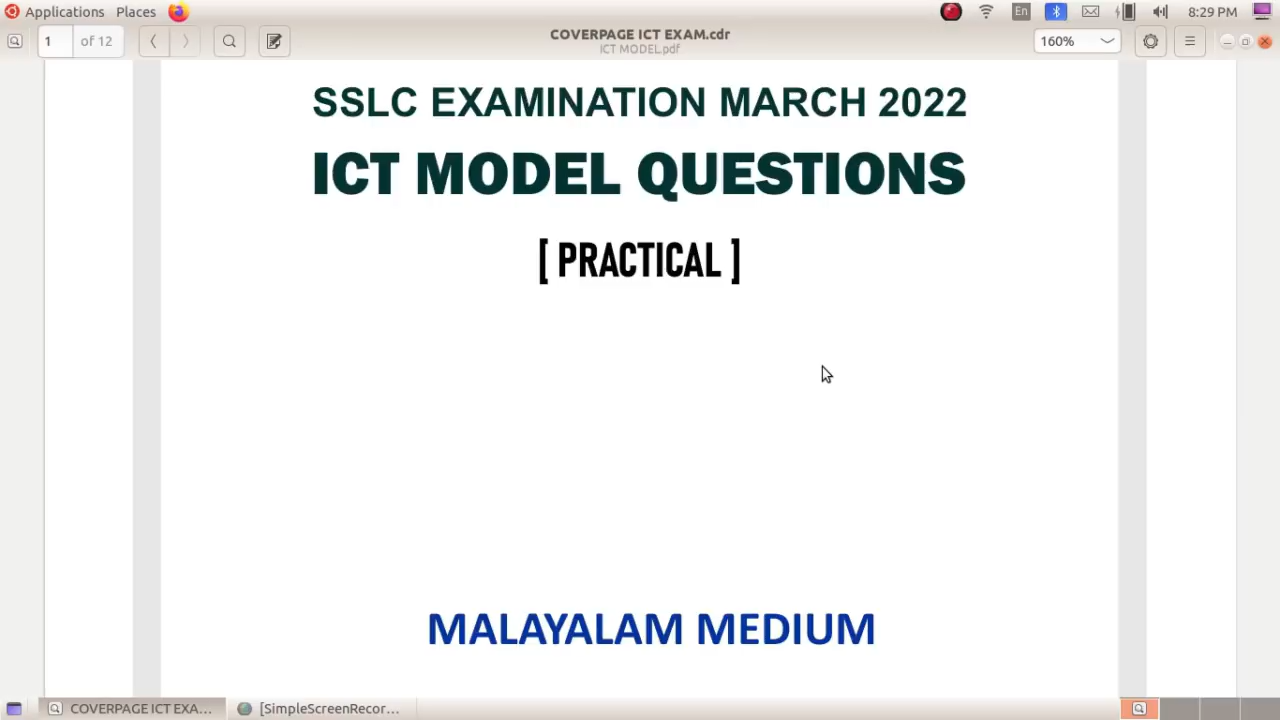 Applications Places En 8:29 PM
1 of 12 COVERPAGE ICT EXAM.cdr 160%
ICT MODEL.pdf
SSLC EXAMINATION MARCH 2022
ICT MODEL QUESTIONS
[ PRACTICAL ]
MALAYALAM MEDIUM
COVERPAGE ICT EXA... [SimpleScreenRecor...